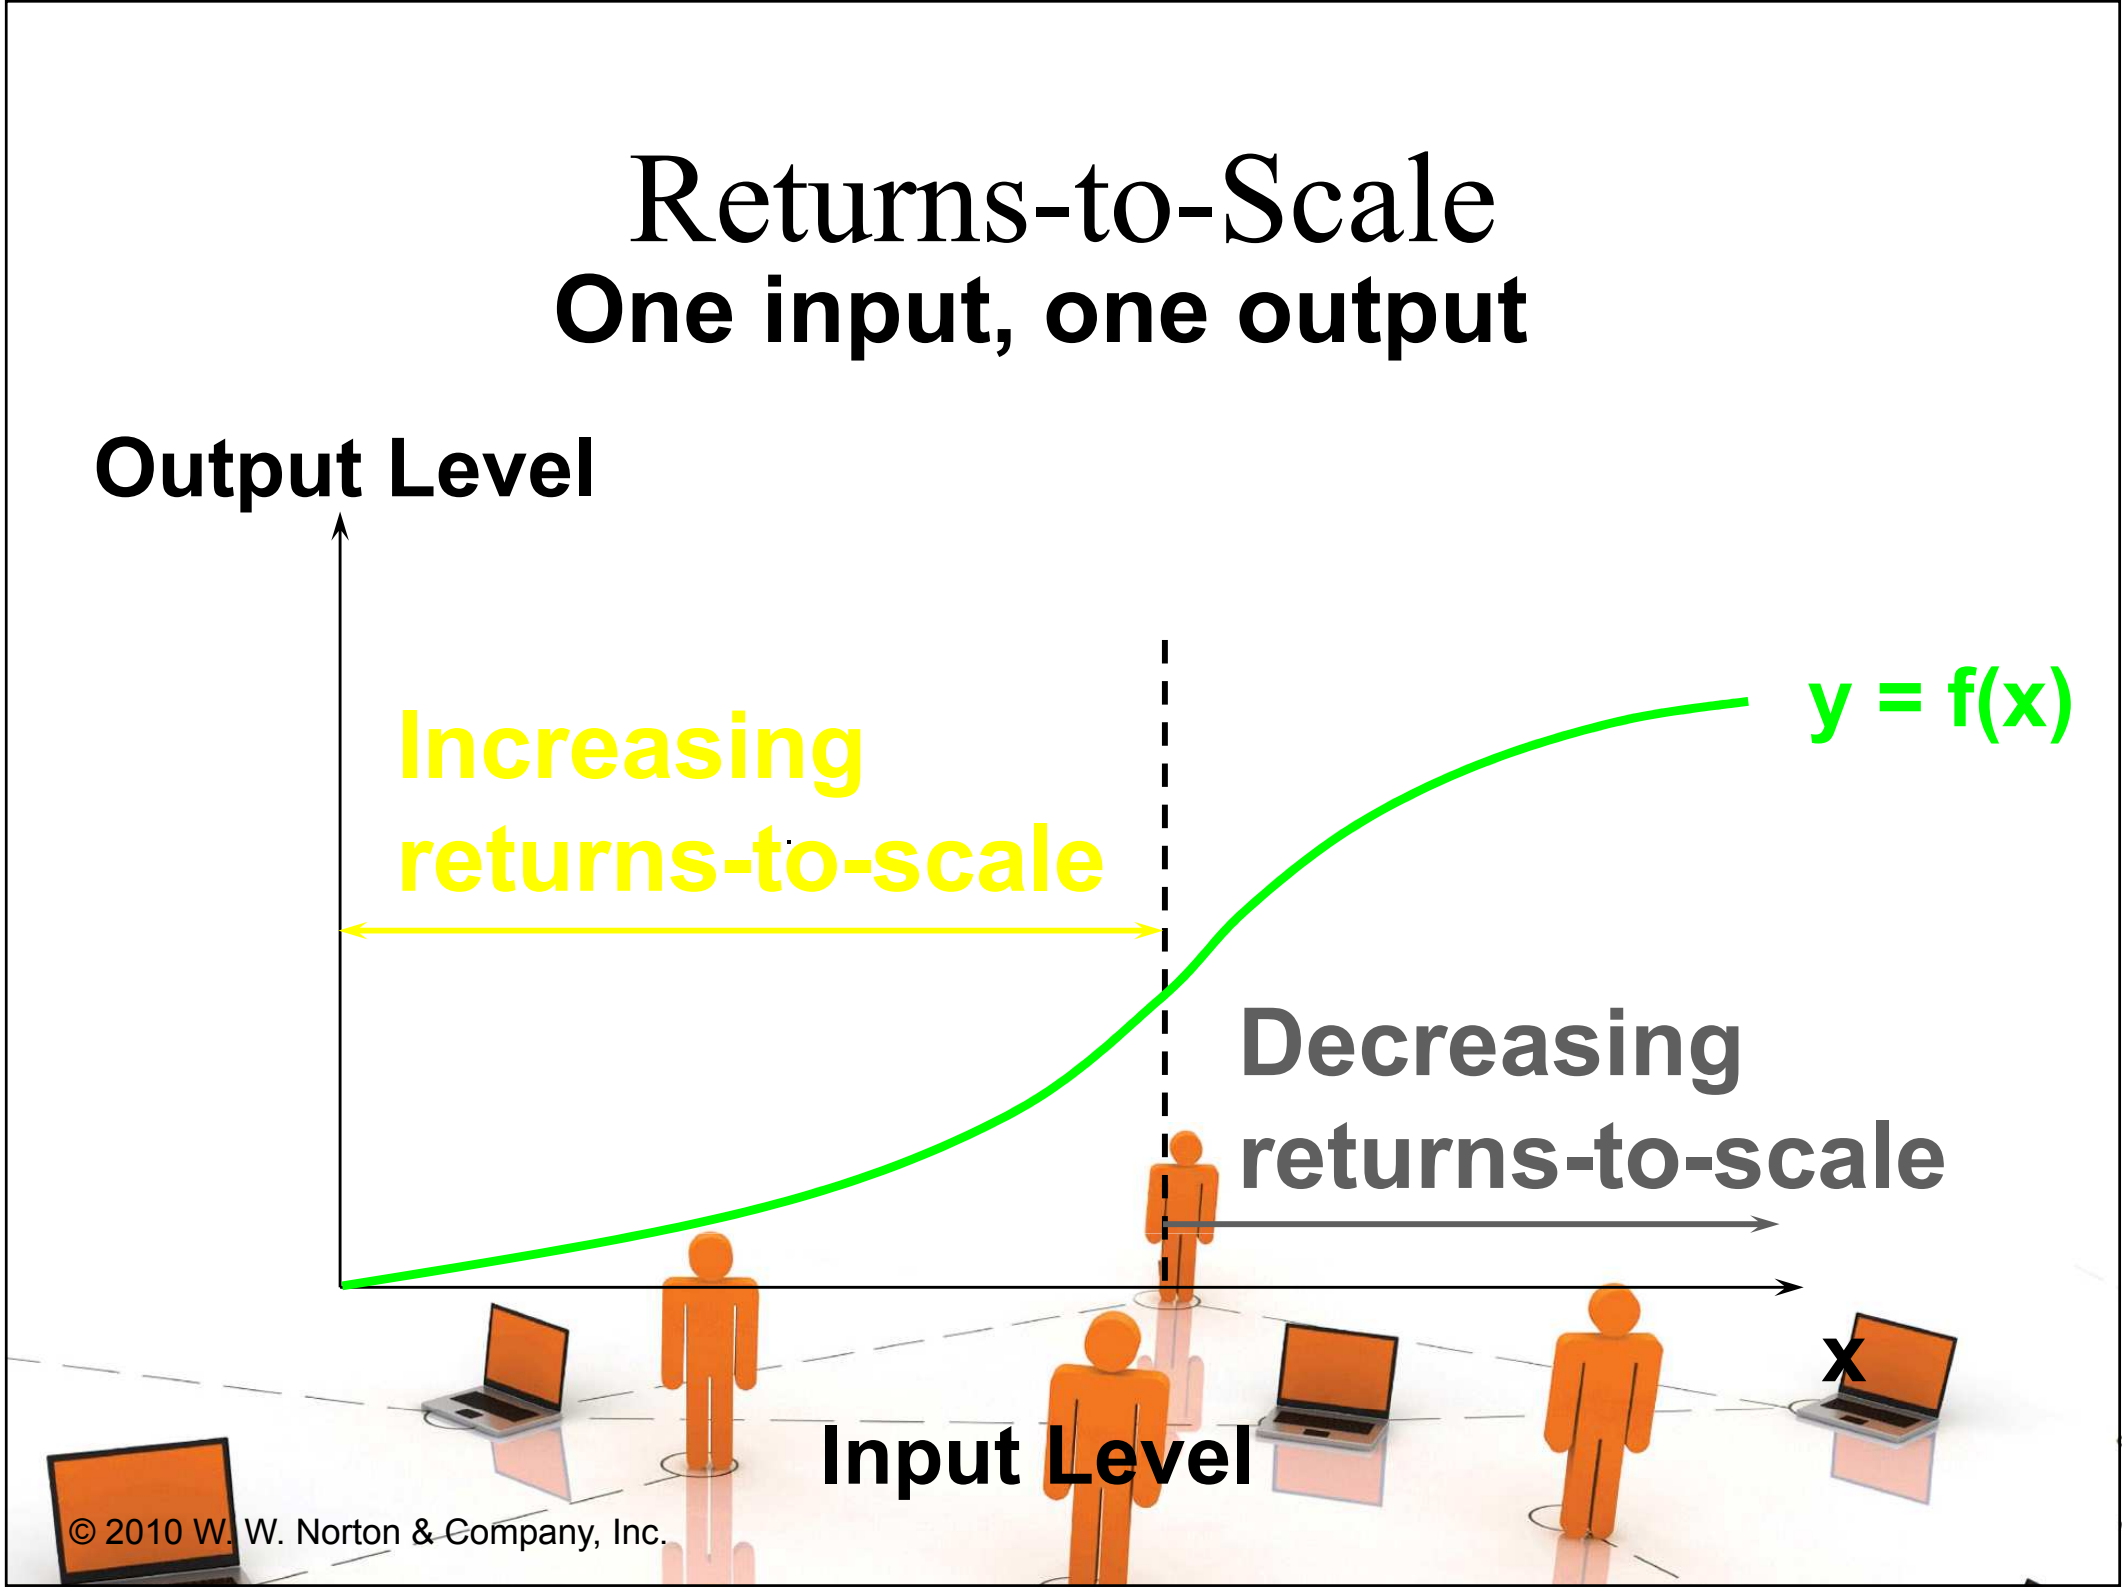 Returns-to-Scale
One input, one output
Output Level
y = f(x)
Increasing
returns-to-scale
Decreasing
returns-to-scale
x
Input Level
© 2010 W. W. Norton & Company, Inc.